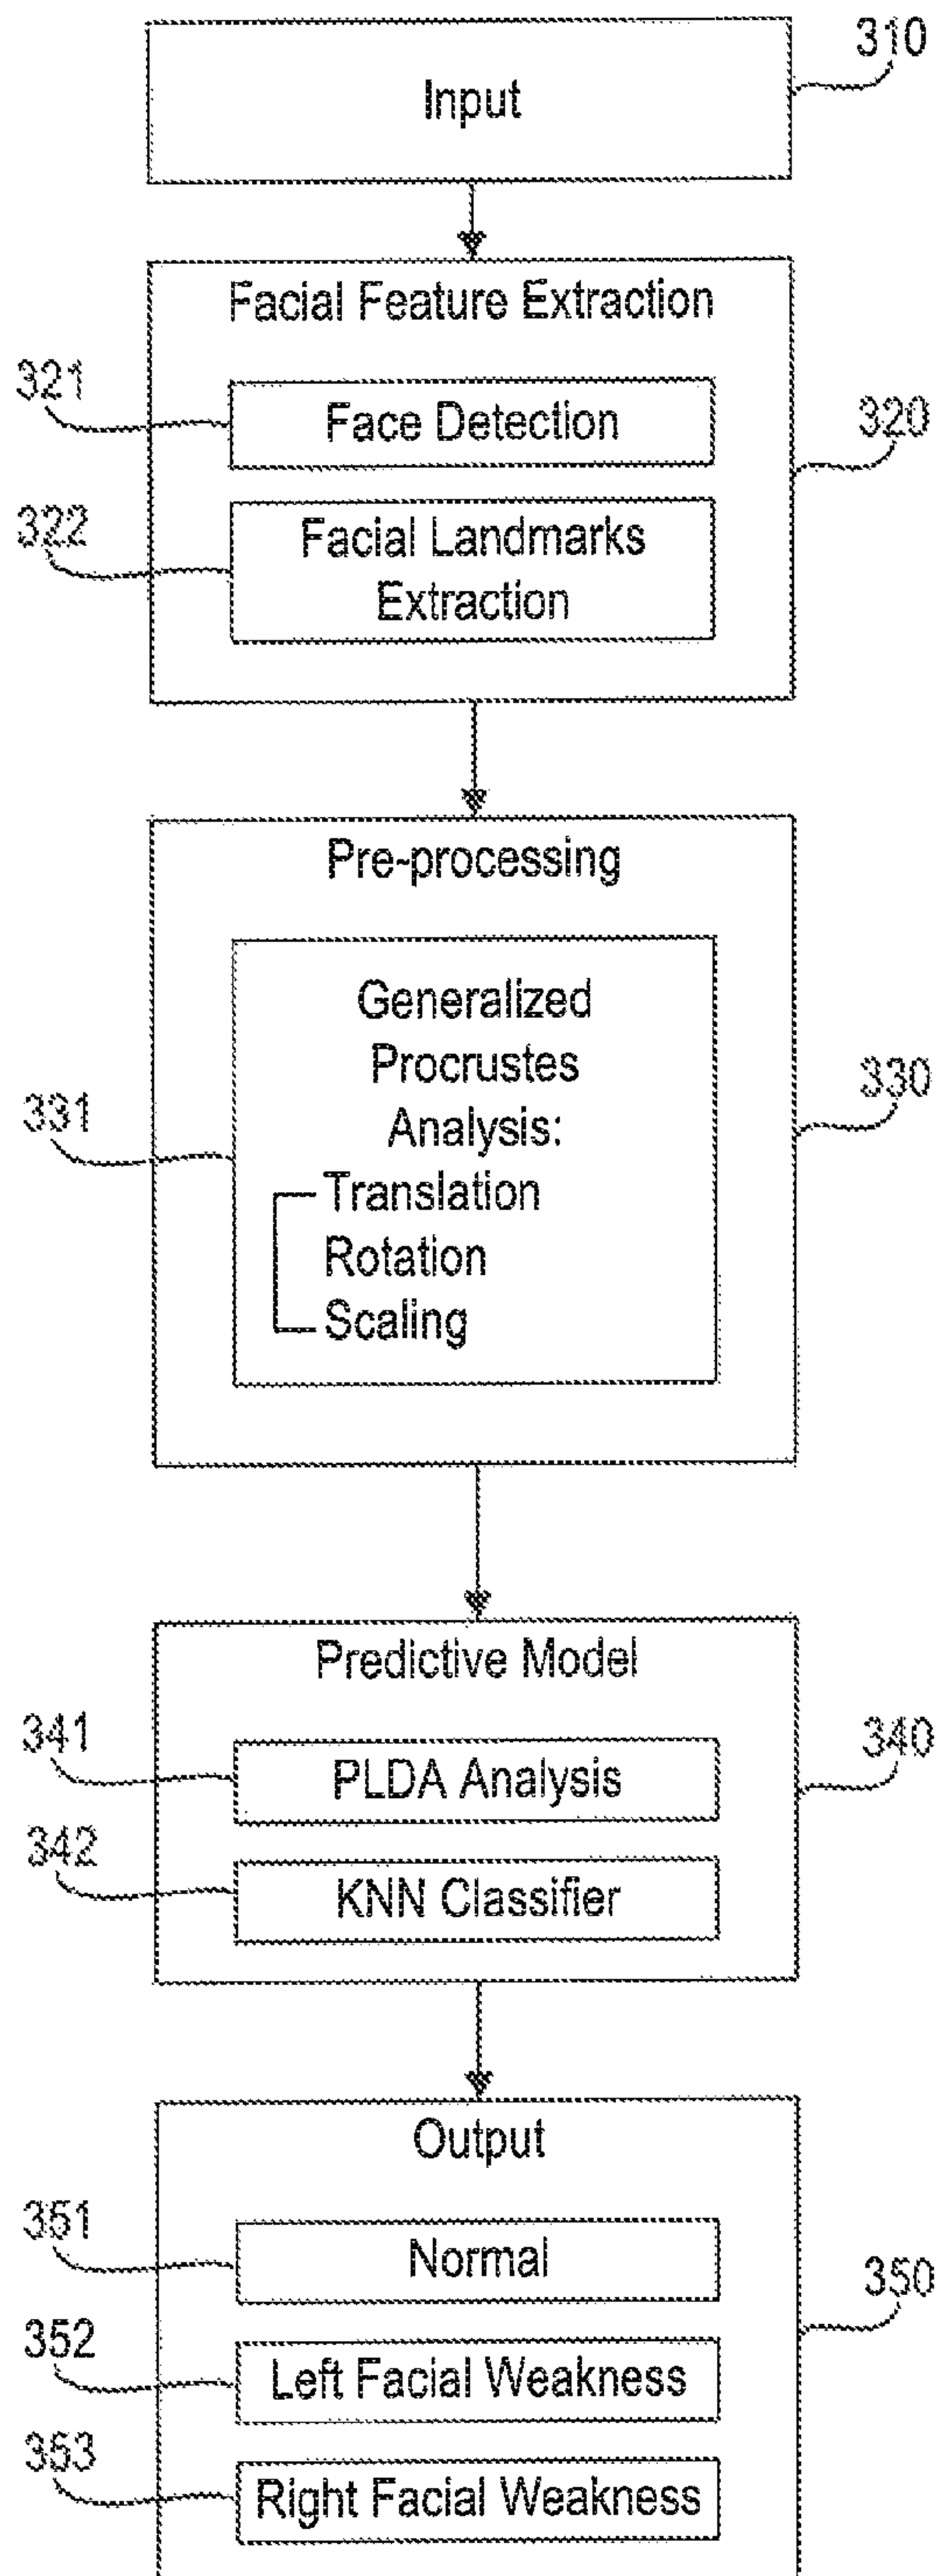 310
Input
Facial Feature Extraction
321
Face Detection
320
322
Facial Landmarks
Extraction
Pre-processing
Generalized
Procrustes
Analysis:
331
330
Translation
Rotation
Scaling
Predictive Model
341
PLDA Analysis
340
342
KNN Classifier
Output
351
Normal
350
352
Left Facial Weakness
353
Right Facial Weakness